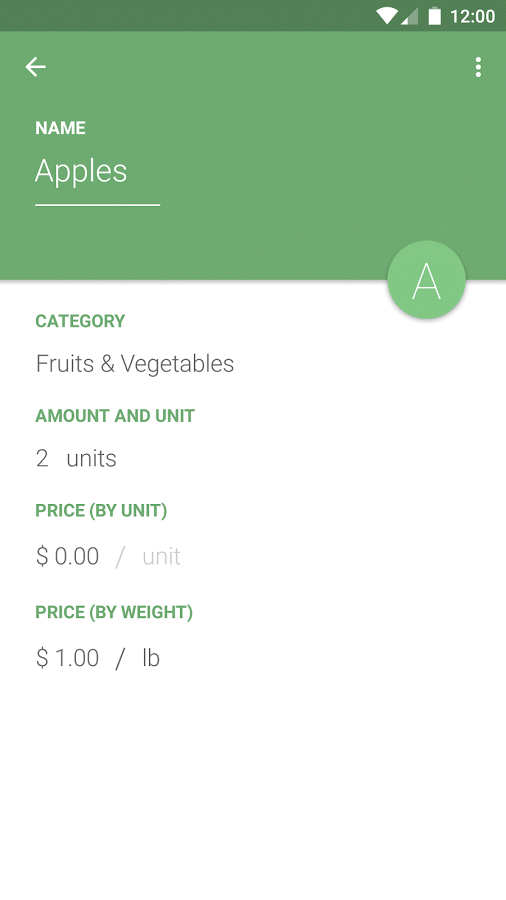 12:00
NAME
Apples
A
CATEGORY
Fruits & Vegetables
AMOUNT AND UNIT
2 units
PRICE (BY UNIT)
$ 0.00 / unit
PRICE (BY WEIGHT)
$ 1.00 / lb